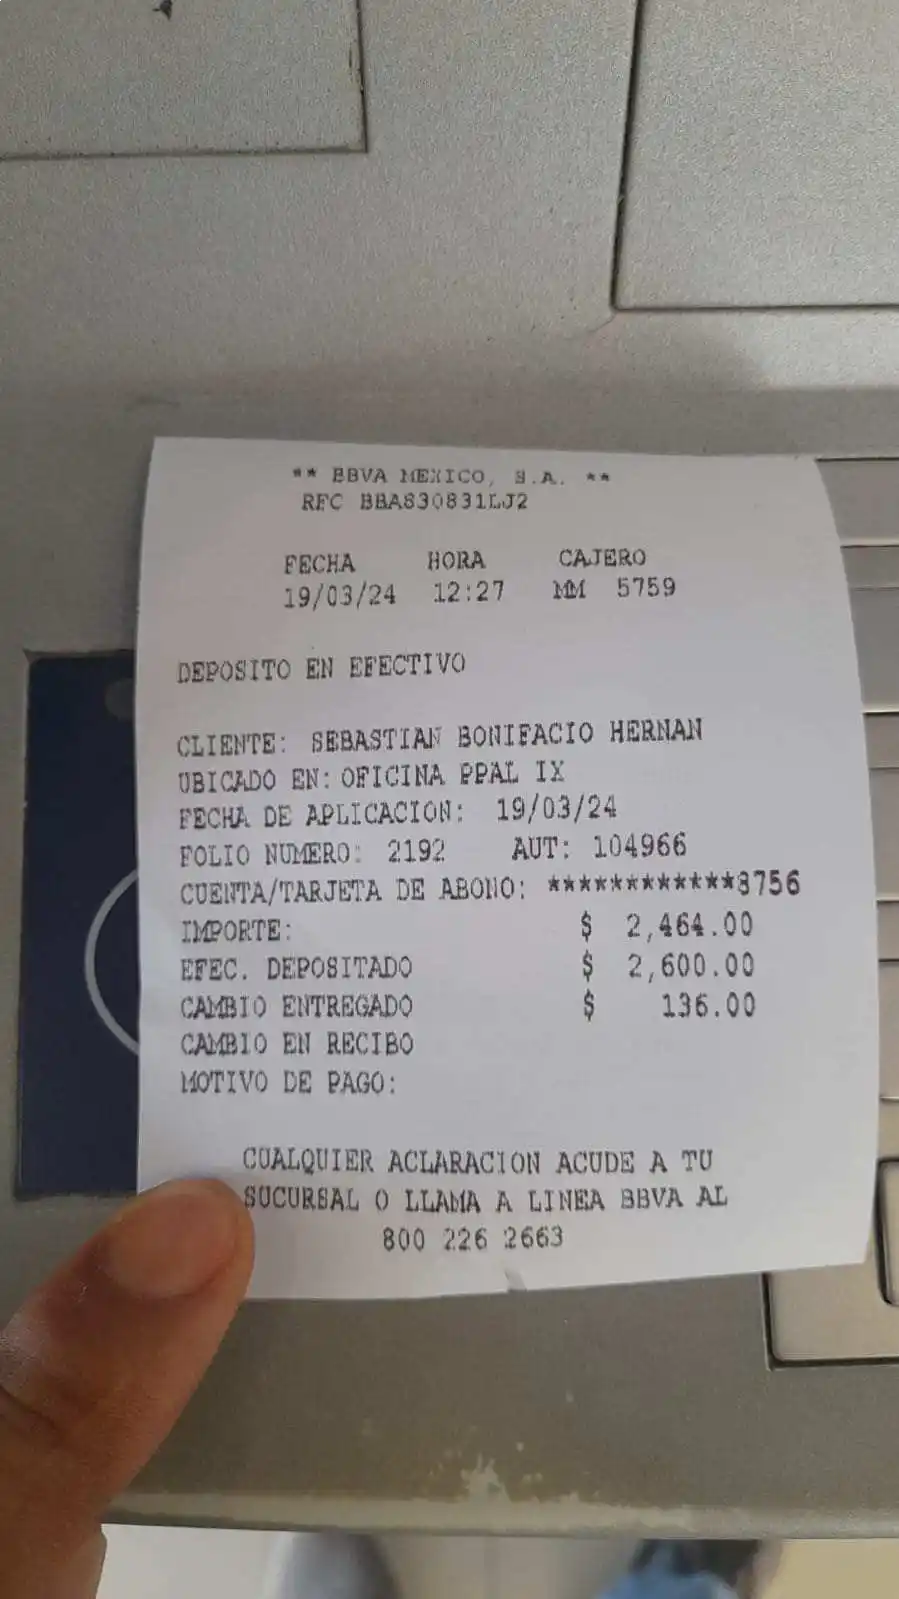 ** BBVA MEXICO, S.A. **
RFC BBA830831LJ2
FECHA HORA CAJERO
19/03/24 12:27 MM 5759
DEPOSITO EN EFECTIVO
CLIENTE: SEBASTIAN BONIFACIO HERNAN
UBICADO EN: OFICINA PPAL IX
FECHA DE APLICACION: 19/03/24
FOLIO NUMERO: 2192 AUT: 104966
CUENTA/TARJETA DE ABONO: ************8756
IMPORTE: $ 2,464.00
EFEC. DEPOSITADO $ 2,600.00
CAMBIO ENTREGADO $ 136.00
CAMBIO EN RECIBO
MOTIVO DE PAGO:
CUALQUIER ACLARACION ACUDE A TU
SUCURSAL O LLAMA A LINEA BBVA AL
800 226 2663